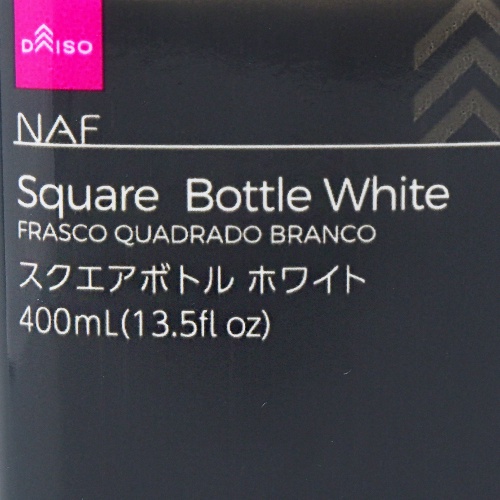 DAISO
NAF
Square Bottle White
FRASCO QUADRADO BRANCO
スクエアボトル ホワイト
400mL(13.5fl oz)